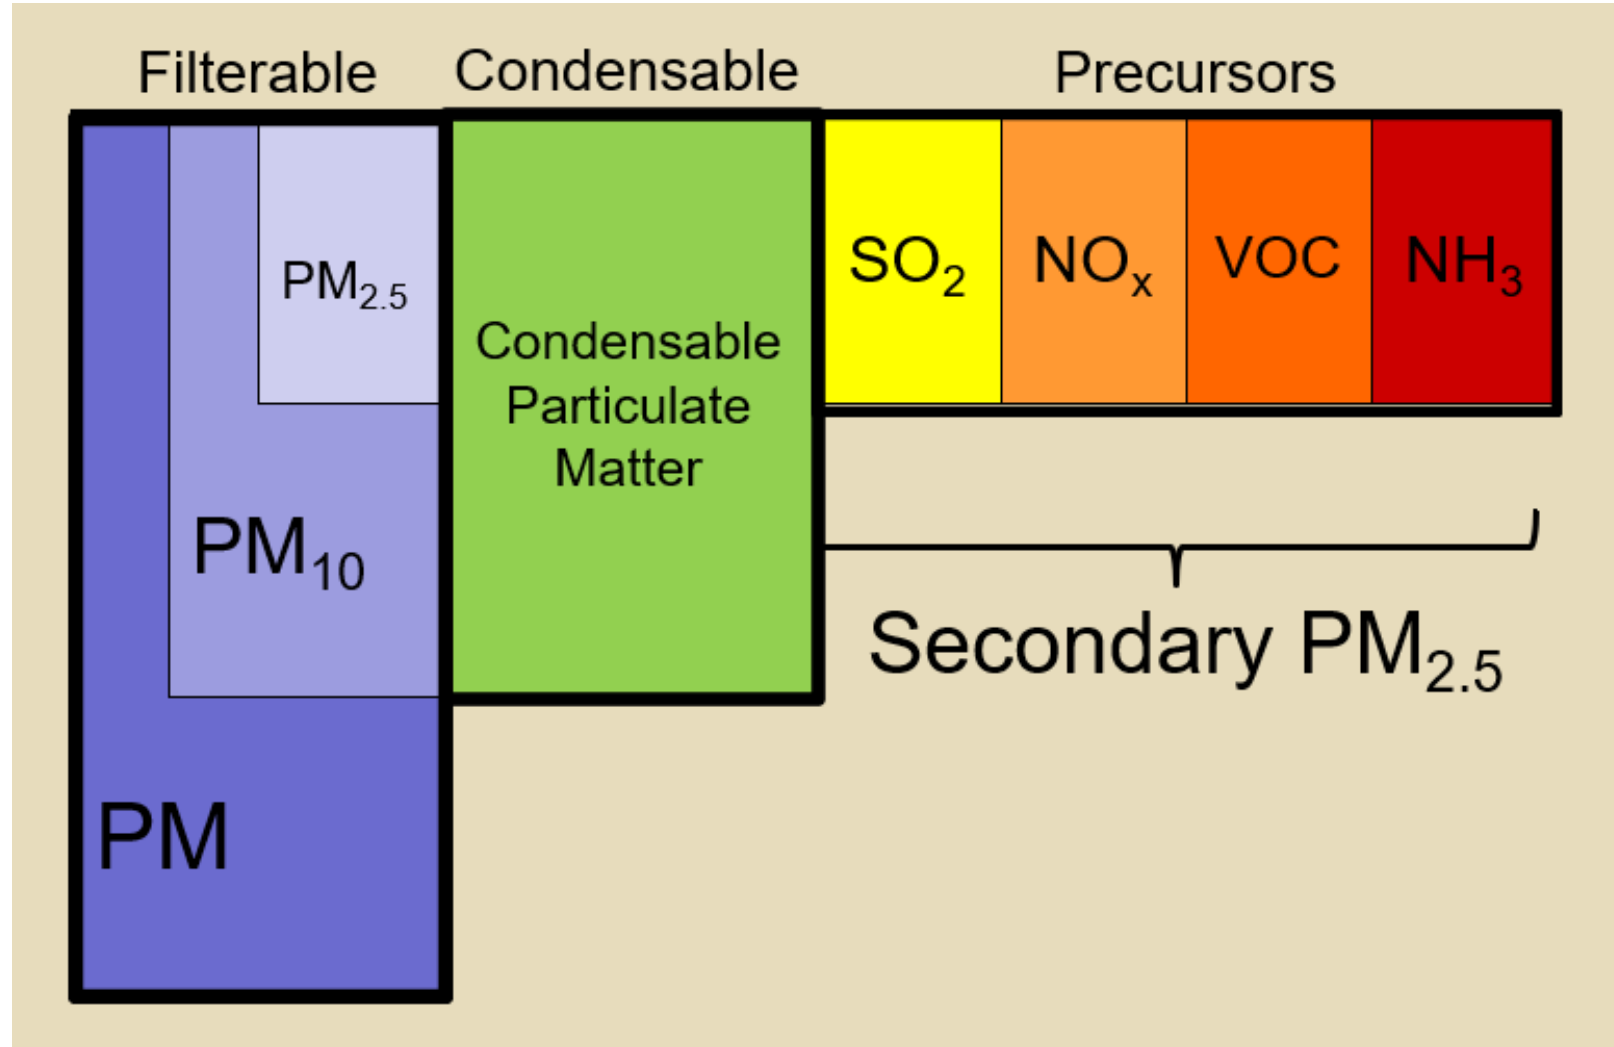 Filterable
Condensable
Precursors
PM₂.₅
Condensable
Particulate
Matter
SO₂
NOₓ
VOC
NH₃
PM₁₀
PM
Secondary PM₂.₅